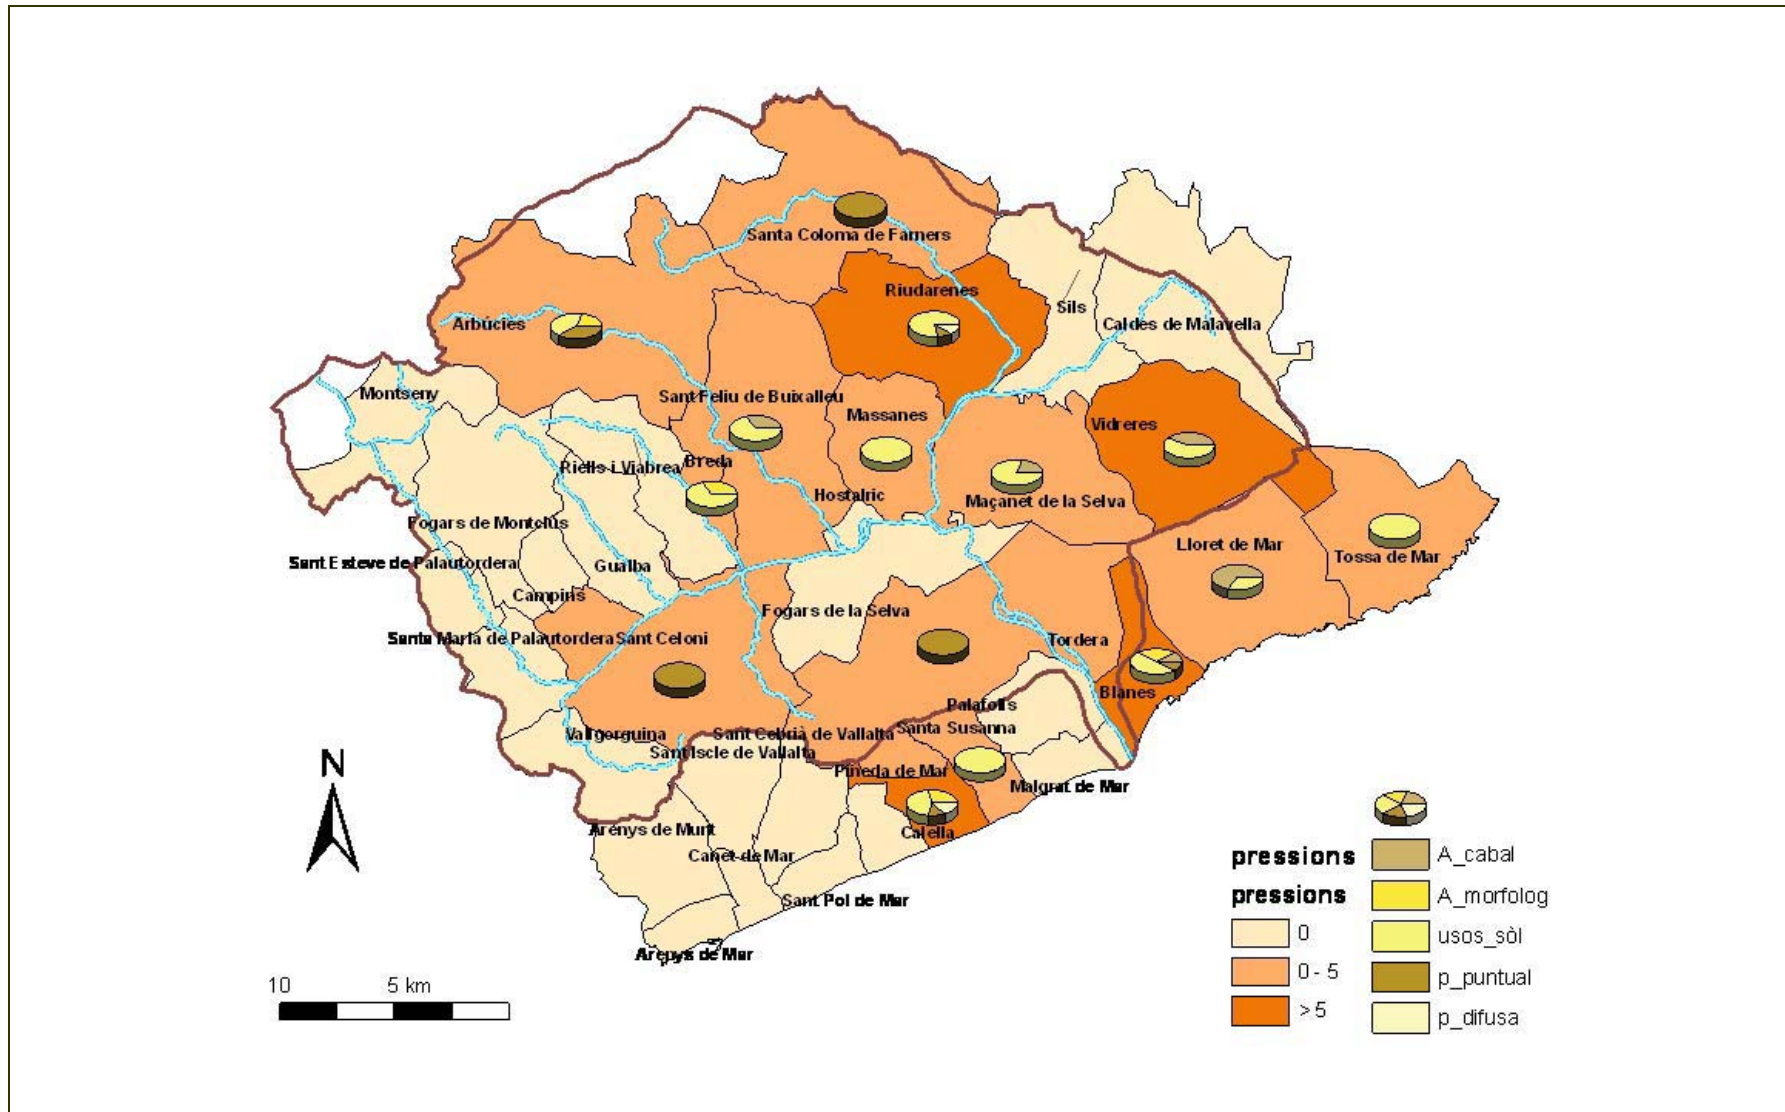 Santa Coloma de Farners
Riudarenes
Sils
Arbúcies
Caldes de Malavella
Montseny
Sant Feliu de Buixalleu
Massanes
Vidreres
Riells i Viabrea
Breda
Hostalric
Maçanet de la Selva
Fogars de Montclús
Lloret de Mar
Tossa de Mar
Sant Esteve de Palautordera
Gualba
Campins
Fogars de la Selva
Santa Maria de Palautordera
Sant Celoni
Tordera
Blanes
Palafolls
Vallgorguina
Sant Cebrià de Vallalta
Santa Susanna
Sant Iscle de Vallalta
Pineda de Mar
Malgrat de Mar
N
Arenys de Munt
Calella
Canet de Mar
Sant Pol de Mar
Arenys de Mar
10 5 km
pressions
pressions
0
0 - 5
> 5
A_cabal
A_morfolog
usos_sòl
p_puntual
p_difusa